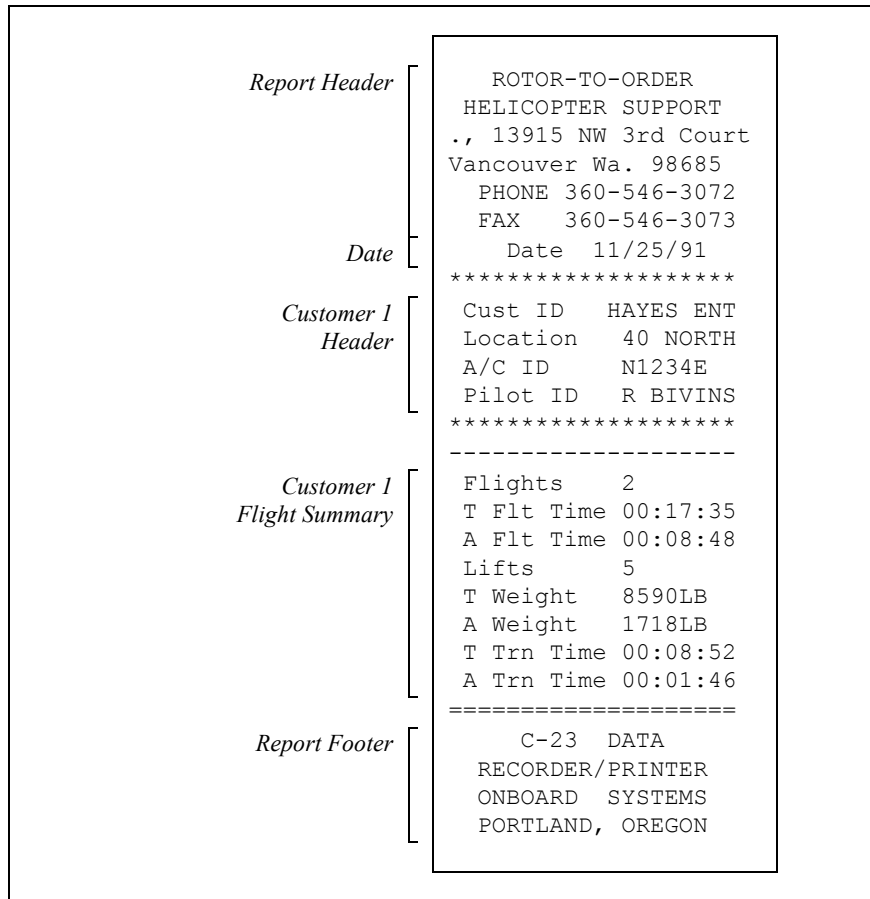 Report Header
ROTOR-TO-ORDER
HELICOPTER SUPPORT
., 13915 NW 3rd Court
Vancouver Wa. 98685
PHONE 360-546-3072
FAX 360-546-3073
Date
Date 11/25/91
*********************
Customer 1
Header
Cust ID HAYES ENT
Location 40 NORTH
A/C ID N1234E
Pilot ID R BIVINS
*********************
---------------------
Customer 1
Flight Summary
Flights 2
T Flt Time 00:17:35
A Flt Time 00:08:48
Lifts 5
T Weight 8590LB
A Weight 1718LB
T Trn Time 00:08:52
A Trn Time 00:01:46
=====================
Report Footer
C-23 DATA
RECORDER/PRINTER
ONBOARD SYSTEMS
PORTLAND, OREGON